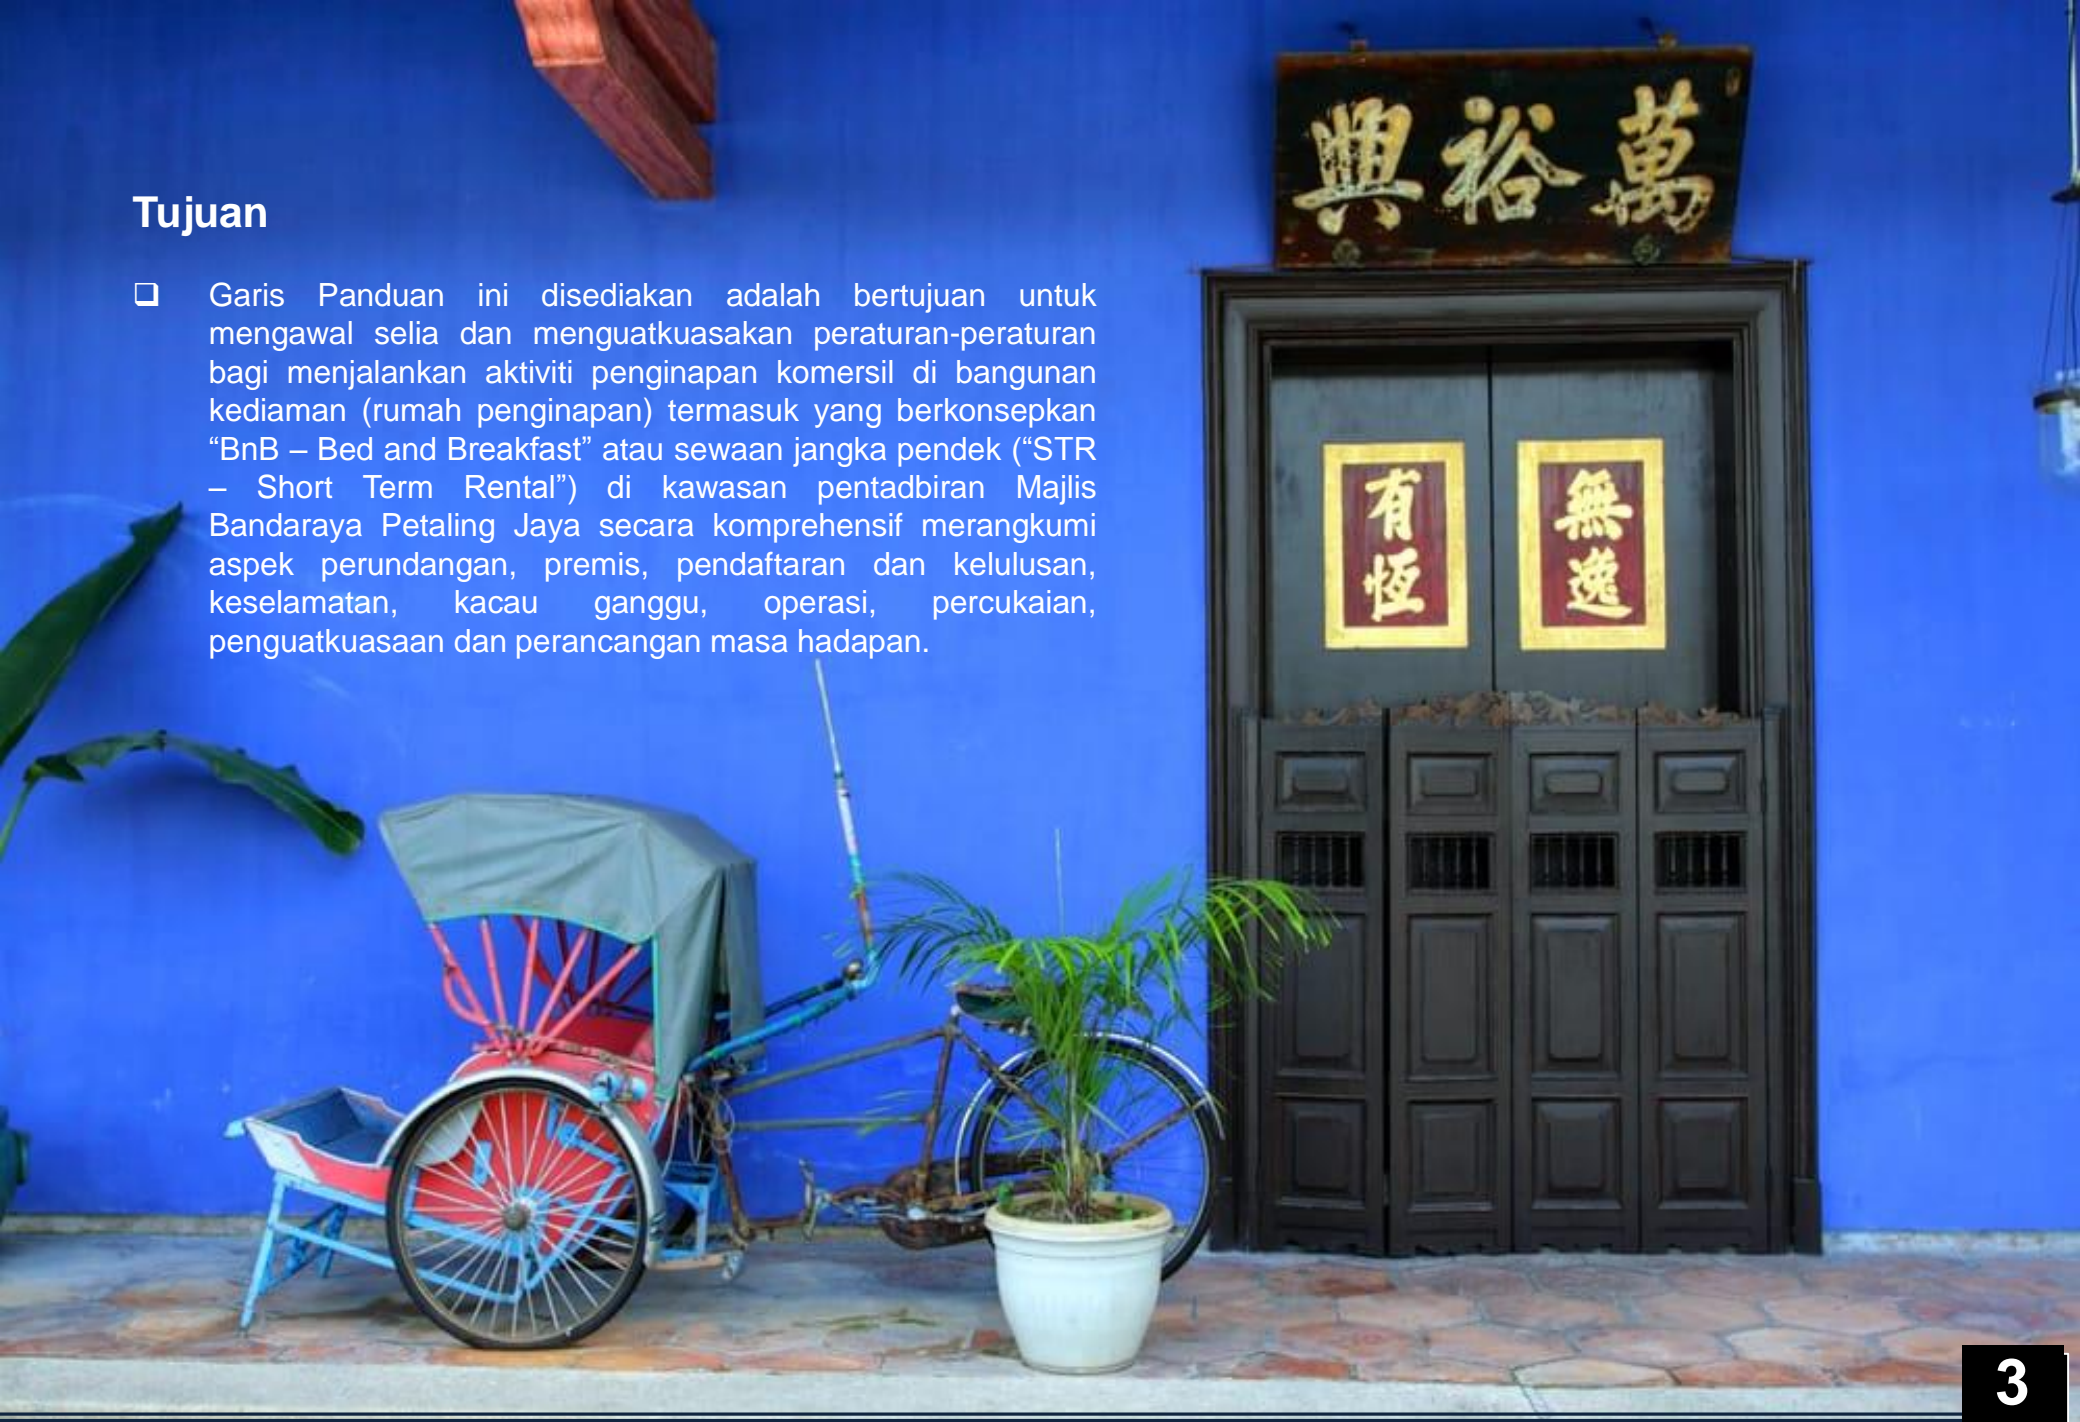 Tujuan
❑ Garis Panduan ini disediakan adalah bertujuan untuk
mengawal selia dan menguatkuasakan peraturan-peraturan
bagi menjalankan aktiviti penginapan komersil di bangunan
kediaman (rumah penginapan) termasuk yang berkonsepkan
“BnB – Bed and Breakfast” atau sewaan jangka pendek (“STR
– Short Term Rental”) di kawasan pentadbiran Majlis
Bandaraya Petaling Jaya secara komprehensif merangkumi
aspek perundangan, premis, pendaftaran dan kelulusan,
keselamatan, kacau ganggu, operasi, percukaian,
penguatkuasaan dan perancangan masa hadapan.
萬裕興
無逸
有恆
3